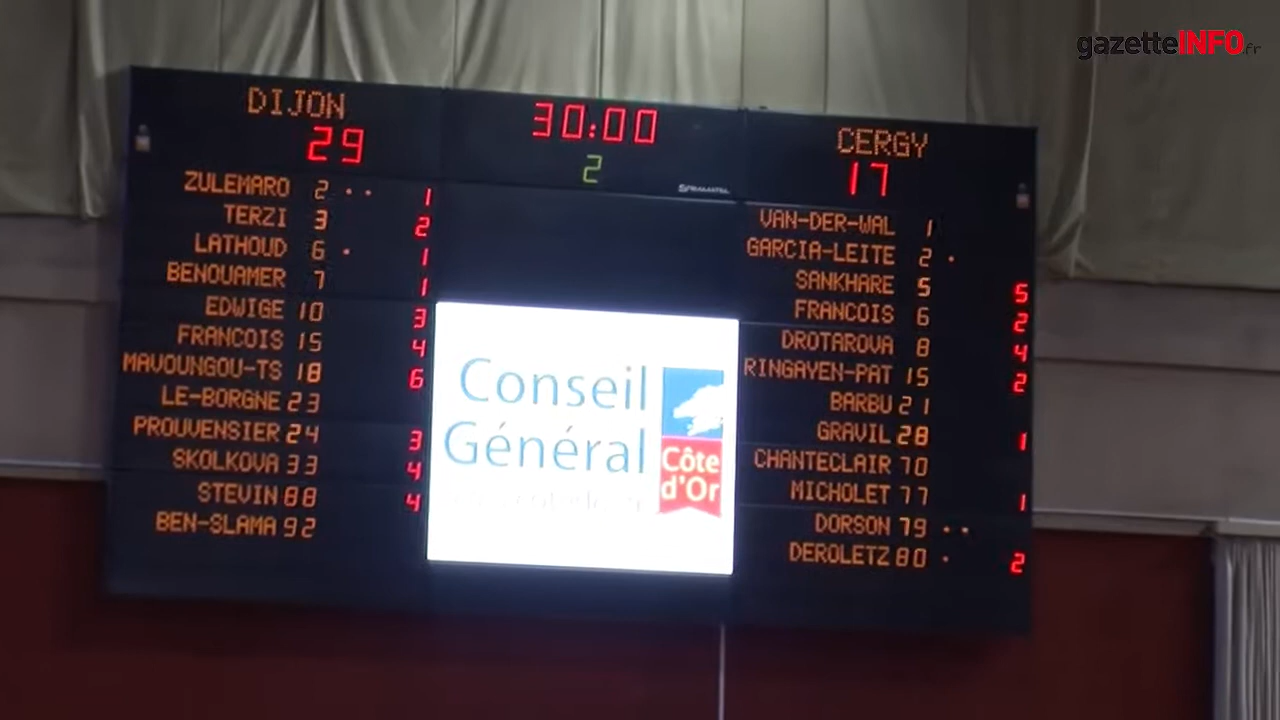 gazetteINFO.fr
DIJON
29
30:00
2
CERGY
17
ZULEMARO 2 • • 1
TERZI 3 2
LATHOUD 6 • 1
BENOUAMER 7 1
EDWIGE 10 3
FRANCOIS 15 4
MAVOUNGOU-TS 18 6
LE-BORGNE 23
PROUVENSIER 24 3
SKOLKOVA 33 4
STEVIN 88 4
BEN-SLAMA 92
Conseil
Général
Côte
d'Or
VAN-DER-WAL 1
GARCIA-LEITE 2 •
SANKHARE 5 5
FRANCOIS 6 2
DROTAROVA 8 4
RINGAYEN-PAT 15 2
BARBU 21
GRAVIL 28 1
CHANTECLAIR 70
MICHOLET 77 1
DORSON 79 • •
DEROLETZ 80 • 2